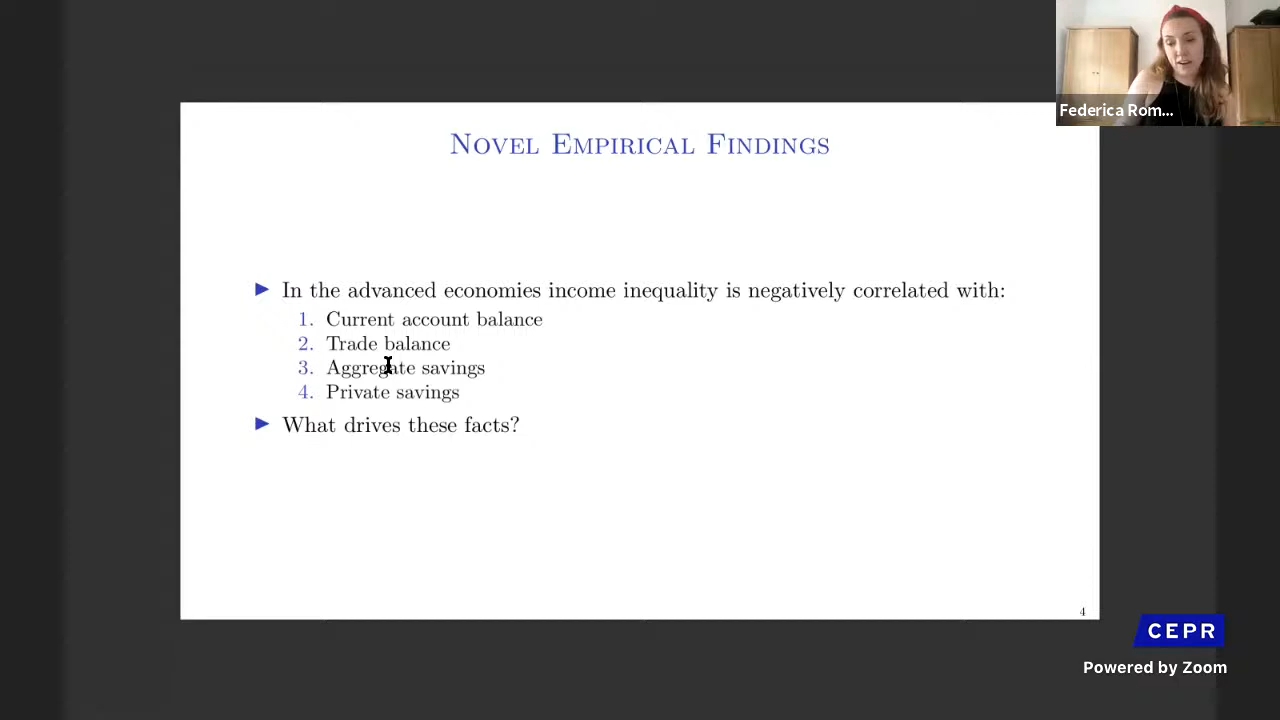 Federica Rom...
NOVEL EMPIRICAL FINDINGS
In the advanced economies income inequality is negatively correlated with:
1. Current account balance
2. Trade balance
3. Aggregate savings
4. Private savings
What drives these facts?
4
CEPR
Powered by Zoom